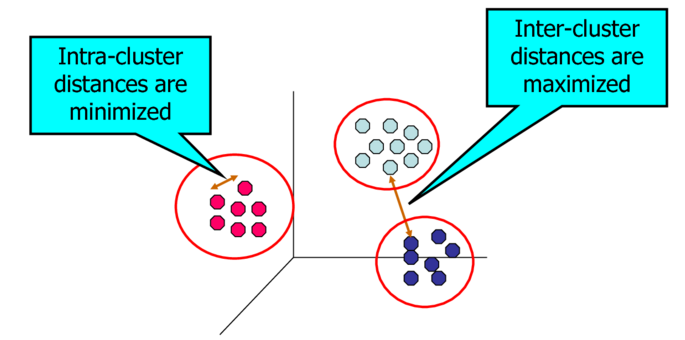 Intra-cluster
distances are
minimized
Inter-cluster
distances are
maximized